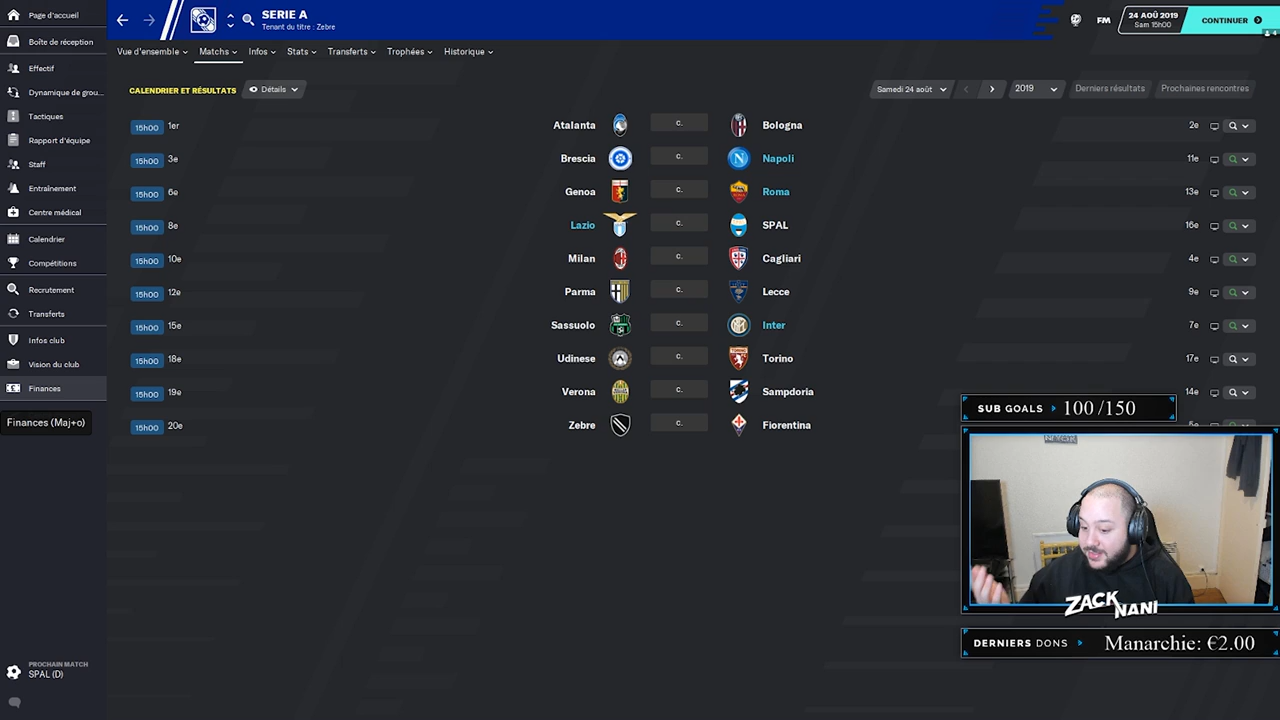 Page d'accueil
Boîte de réception
Effectif
Dynamique de grou...
Tactiques
Rapport d'équipe
Staff
Entraînement
Centre médical
Calendrier
Compétitions
Recrutement
Transferts
Infos club
Vision du club
Finances
Finances (Maj+o)
PROCHAIN MATCH
SPAL (D)
SERIE A
Tenant du titre : Zebre
FM
24 AOÛ 2019
Sam 15h00
CONTINUER
4
Vue d'ensemble Matchs Infos Stats Transferts Trophées Historique
CALENDRIER ET RÉSULTATS Détails Samedi 24 août 2019 Derniers résultats Prochaines rencontres
15h00 1er Atalanta c. Bologna 2e
15h00 3e Brescia c. Napoli 11e
15h00 6e Genoa c. Roma 13e
15h00 8e Lazio c. SPAL 16e
15h00 10e Milan c. Cagliari 4e
15h00 12e Parma c. Lecce 9e
15h00 15e Sassuolo c. Inter 7e
15h00 18e Udinese c. Torino 17e
15h00 19e Verona c. Sampdoria 14e
15h00 20e Zebre c. Fiorentina
SUB GOALS 100 /150
ZACK NANI
DERNIERS DONS Manarchie: €2.00